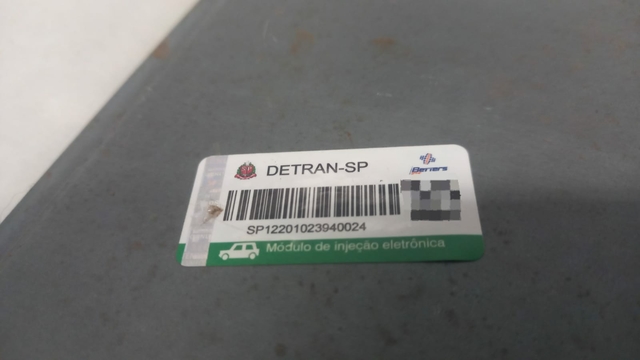 DETRAN-SP
SP12201023940024
Módulo de injeção eletrônica